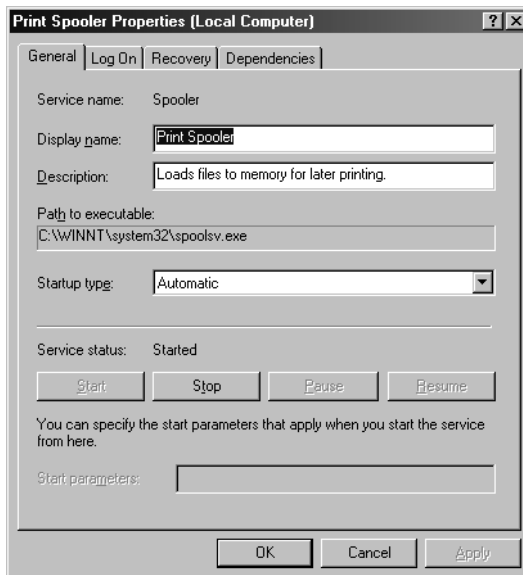 Print Spooler Properties (Local Computer)
General Log On Recovery Dependencies
Service name: Spooler
Display name: Print Spooler
Description: Loads files to memory for later printing.
Path to executable:
C:\WINNT\system32\spoolsv.exe
Startup type: Automatic
Service status: Started
Start Stop Pause Resume
You can specify the start parameters that apply when you start the service
from here.
Start parameters:
OK Cancel Apply